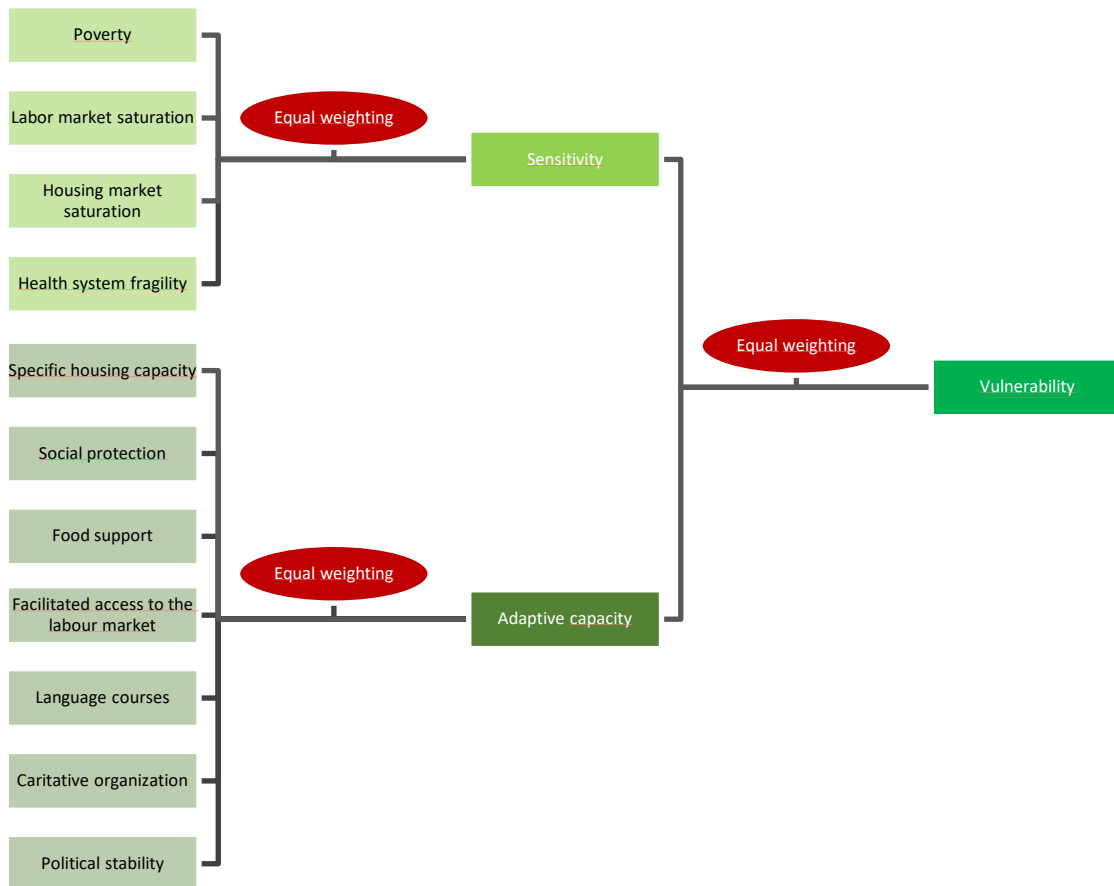 Poverty
Labor market saturation
Equal weighting
Sensitivity
Housing market
saturation
Health system fragility
Specific housing capacity
Equal weighting
Vulnerability
Social protection
Food support
Equal weighting
Facilitated access to the
labour market
Adaptive capacity
Language courses
Caritative organization
Political stability